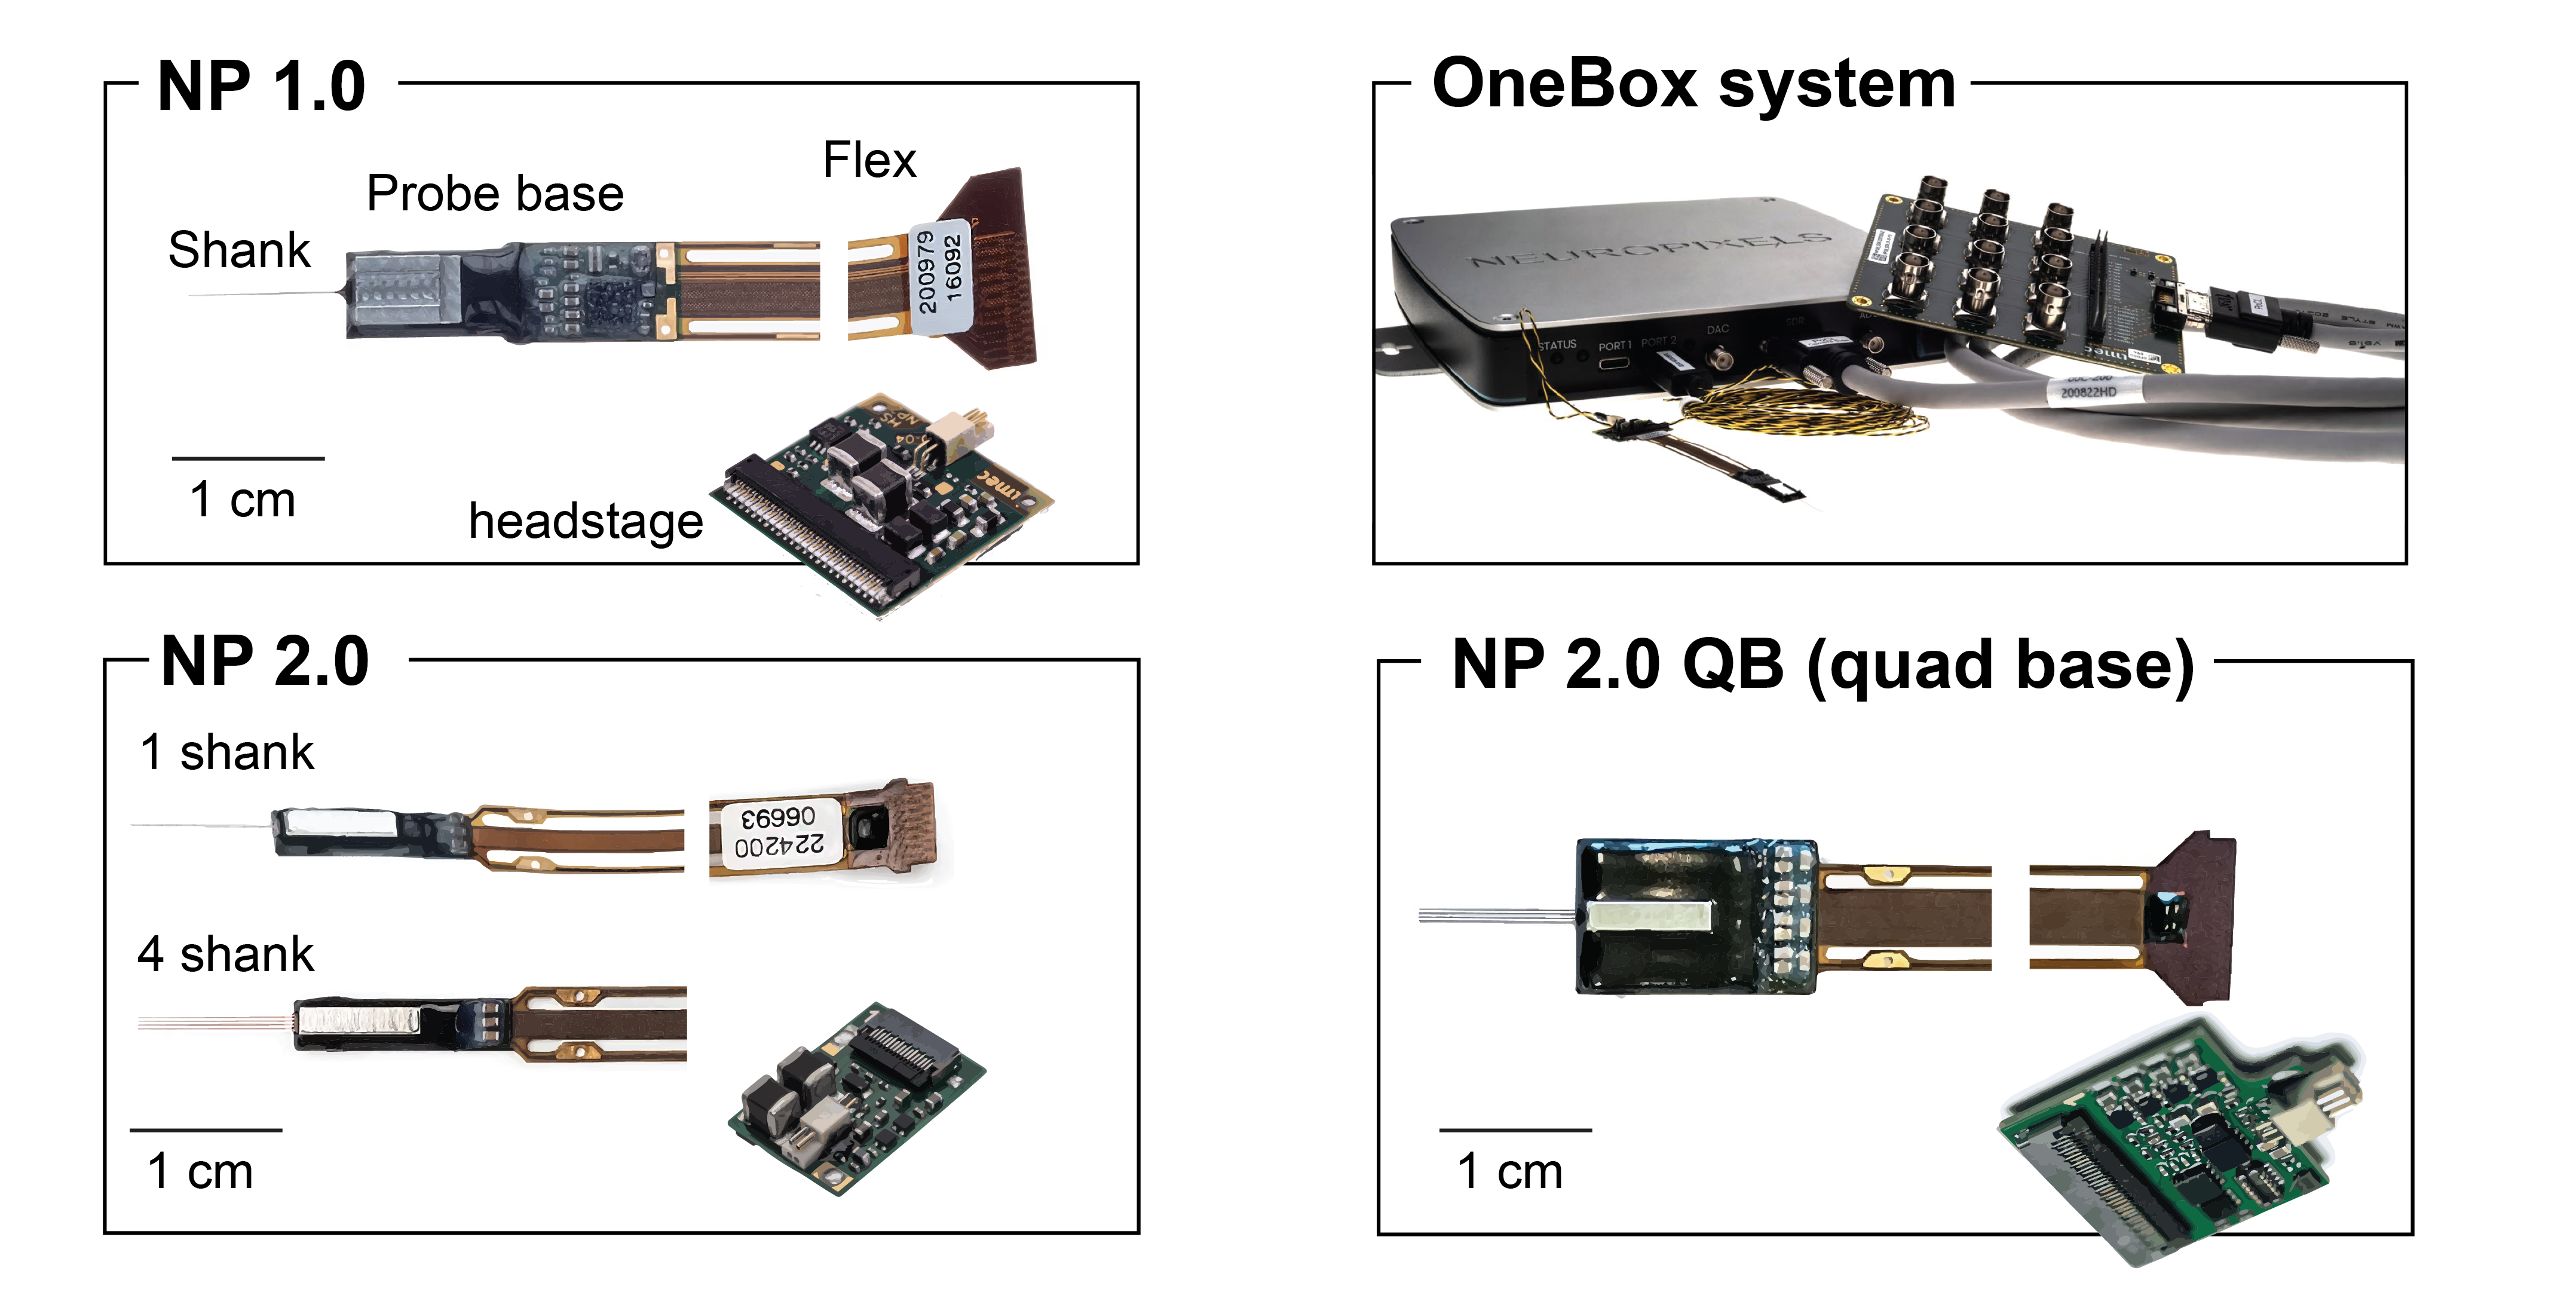 NP 1.0
Flex
Probe base
Shank
200979
16092
1 cm
headstage
imec
OneBox system
NEUROPIXELS
STATUS
PORT 1
PORT 2
DAC
SDR
200822HD
NP 2.0
1 shank
224200
06693
4 shank
1 cm
NP 2.0 QB (quad base)
1 cm